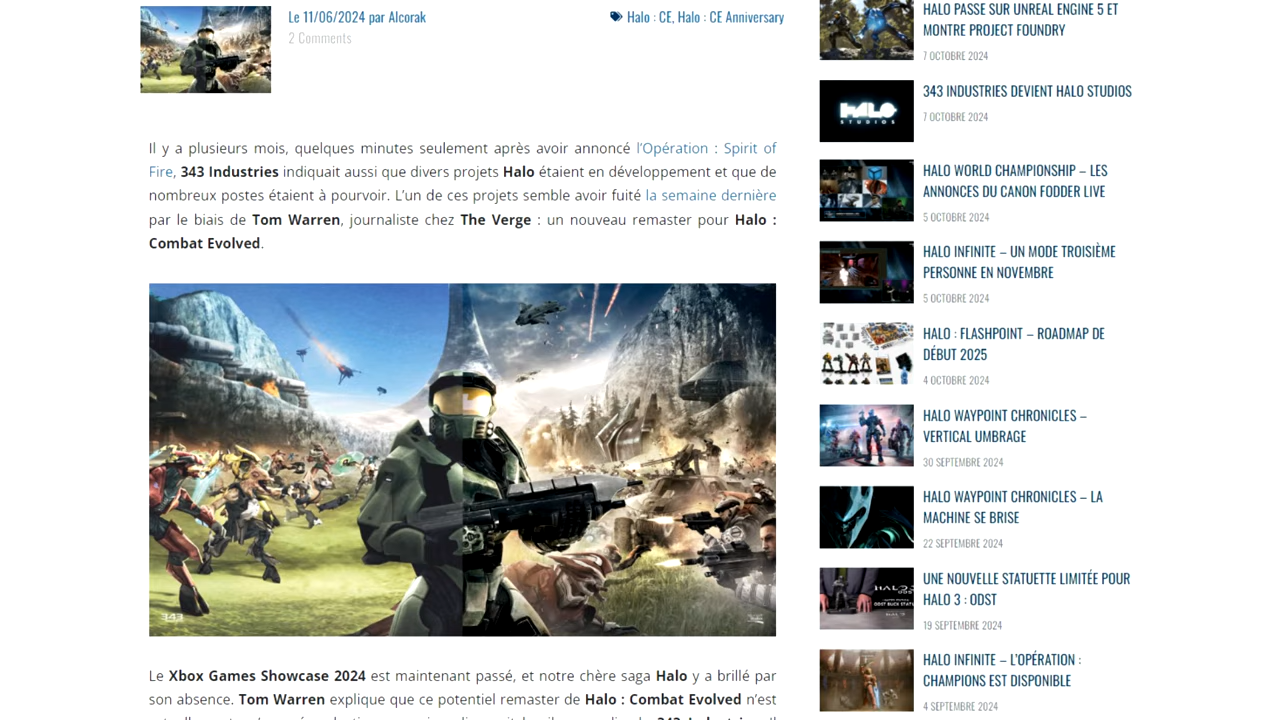 Le 11/06/2024 par Alcorak
Halo : CE, Halo : CE Anniversary
2 Comments
Il y a plusieurs mois, quelques minutes seulement après avoir annoncé l'Opération : Spirit of
Fire, 343 Industries indiquait aussi que divers projets Halo étaient en développement et que de
nombreux postes étaient à pourvoir. L'un de ces projets semble avoir fuité la semaine dernière
par le biais de Tom Warren, journaliste chez The Verge : un nouveau remaster pour Halo :
Combat Evolved.
343
Le Xbox Games Showcase 2024 est maintenant passé, et notre chère saga Halo y a brillé par
son absence. Tom Warren explique que ce potentiel remaster de Halo : Combat Evolved n'est
HALO PASSE SUR UNREAL ENGINE 5 ET
MONTRE PROJECT FOUNDRY
7 OCTOBRE 2024
HALO
STUDIOS
343 INDUSTRIES DEVIENT HALO STUDIOS
7 OCTOBRE 2024
HALO WORLD CHAMPIONSHIP – LES
ANNONCES DU CANON FODDER LIVE
5 OCTOBRE 2024
HALO INFINITE – UN MODE TROISIÈME
PERSONNE EN NOVEMBRE
5 OCTOBRE 2024
HALO : FLASHPOINT – ROADMAP DE
DÉBUT 2025
4 OCTOBRE 2024
HALO WAYPOINT CHRONICLES –
VERTICAL UMBRAGE
30 SEPTEMBRE 2024
HALO WAYPOINT CHRONICLES – LA
MACHINE SE BRISE
22 SEPTEMBRE 2024
UNE NOUVELLE STATUETTE LIMITÉE POUR
HALO 3 : ODST
19 SEPTEMBRE 2024
HALO INFINITE – L'OPÉRATION :
CHAMPIONS EST DISPONIBLE
4 SEPTEMBRE 2024